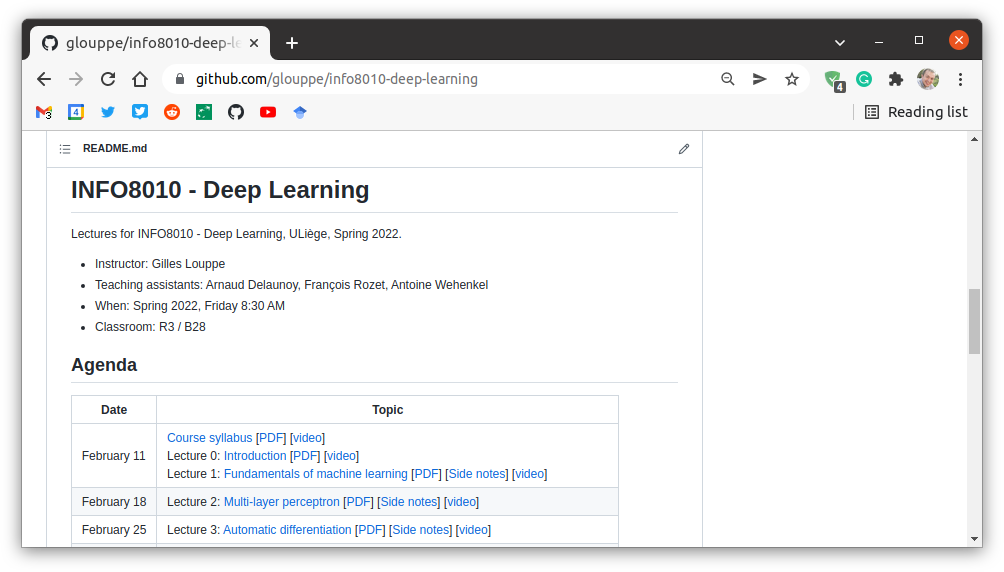 glouppe/info8010-deep-le
github.com/glouppe/info8010-deep-learning
4
3
4
Reading list
README.md
INFO8010 - Deep Learning
Lectures for INFO8010 - Deep Learning, ULiège, Spring 2022.
Instructor: Gilles Louppe
Teaching assistants: Arnaud Delaunoy, François Rozet, Antoine Wehenkel
When: Spring 2022, Friday 8:30 AM
Classroom: R3 / B28
Agenda
Date Topic
Course syllabus [PDF] [video]
February 11 Lecture 0: Introduction [PDF] [video]
Lecture 1: Fundamentals of machine learning [PDF] [Side notes] [video]
February 18 Lecture 2: Multi-layer perceptron [PDF] [Side notes] [video]
February 25 Lecture 3: Automatic differentiation [PDF] [Side notes] [video]